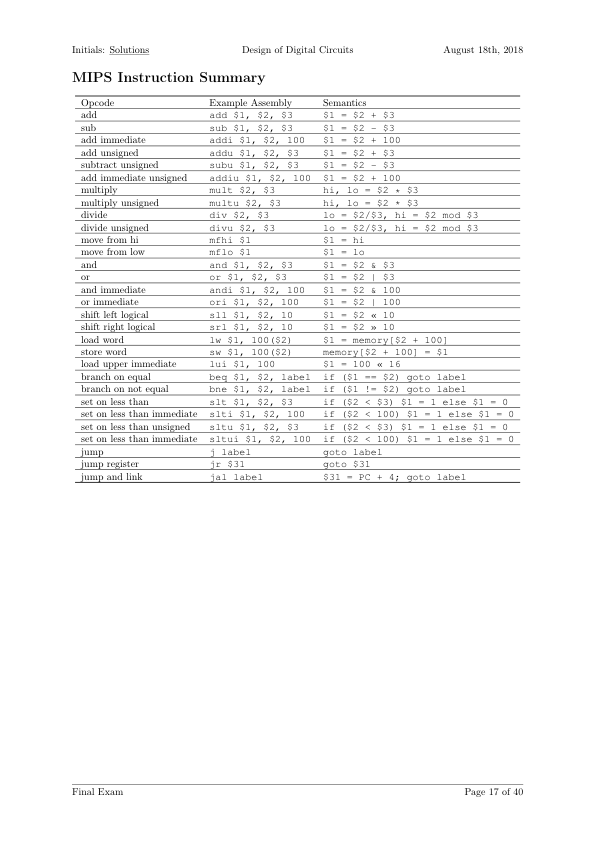 Initials: Solutions Design of Digital Circuits August 18th, 2018
MIPS Instruction Summary
Opcode Example Assembly Semantics
add add $1, $2, $3 $1 = $2 + $3
sub sub $1, $2, $3 $1 = $2 - $3
add immediate addi $1, $2, 100 $1 = $2 + 100
add unsigned addu $1, $2, $3 $1 = $2 + $3
subtract unsigned subu $1, $2, $3 $1 = $2 - $3
add immediate unsigned addiu $1, $2, 100 $1 = $2 + 100
multiply mult $2, $3 hi, lo = $2 * $3
multiply unsigned multu $2, $3 hi, lo = $2 * $3
divide div $2, $3 lo = $2/$3, hi = $2 mod $3
divide unsigned divu $2, $3 lo = $2/$3, hi = $2 mod $3
move from hi mfhi $1 $1 = hi
move from low mflo $1 $1 = lo
and and $1, $2, $3 $1 = $2 & $3
or or $1, $2, $3 $1 = $2 | $3
and immediate andi $1, $2, 100 $1 = $2 & 100
or immediate ori $1, $2, 100 $1 = $2 | 100
shift left logical sll $1, $2, 10 $1 = $2 « 10
shift right logical srl $1, $2, 10 $1 = $2 » 10
load word lw $1, 100($2) $1 = memory[$2 + 100]
store word sw $1, 100($2) memory[$2 + 100] = $1
load upper immediate lui $1, 100 $1 = 100 « 16
branch on equal beq $1, $2, label if ($1 == $2) goto label
branch on not equal bne $1, $2, label if ($1 != $2) goto label
set on less than slt $1, $2, $3 if ($2 < $3) $1 = 1 else $1 = 0
set on less than immediate slti $1, $2, 100 if ($2 < 100) $1 = 1 else $1 = 0
set on less than unsigned sltu $1, $2, $3 if ($2 < $3) $1 = 1 else $1 = 0
set on less than immediate sltui $1, $2, 100 if ($2 < 100) $1 = 1 else $1 = 0
jump j label goto label
jump register jr $31 goto $31
jump and link jal label $31 = PC + 4; goto label
Final Exam Page 17 of 40